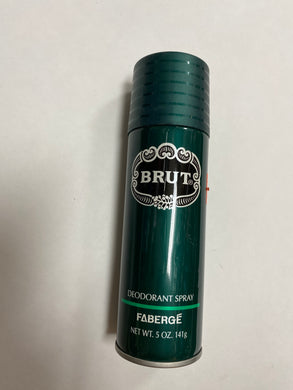 BRUT®
DEODORANT SPRAY
FABERGÉ
NET WT. 5 OZ. 141g